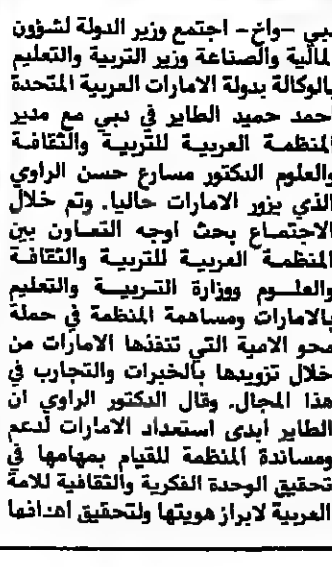 دبي -واخ- اجتمع وزير الدولة لشؤون
المالية والصناعة وزير التربية والتعليم
بالوكالة بدولة الامارات العربية المتحدة
احمد حميد الطاير في دبي مع مدير
المنظمة العربية للتربية والثقافة
والعلوم الدكتور مسارع حسن الراوي
الذي يزور الامارات حاليا. وتم خلال
الاجتماع بحث اوجه التعاون بين
المنظمة العربية للتربية والثقافة
والعلوم ووزارة التربية والتعليم
بالامارات ومساهمة المنظمة في حملة
محو الامية التي تنفذها الامارات من
خلال تزويدها بالخبرات والتجارب في
هذا المجال. وقال الدكتور الراوي ان
الطاير ابدى استعداد الامارات لدعم
ومساندة المنظمة للقيام بمهامها في
تحقيق الوحدة الفكرية والثقافية للامة
العربية لابراز هويتها ولتحقيق اهدافها